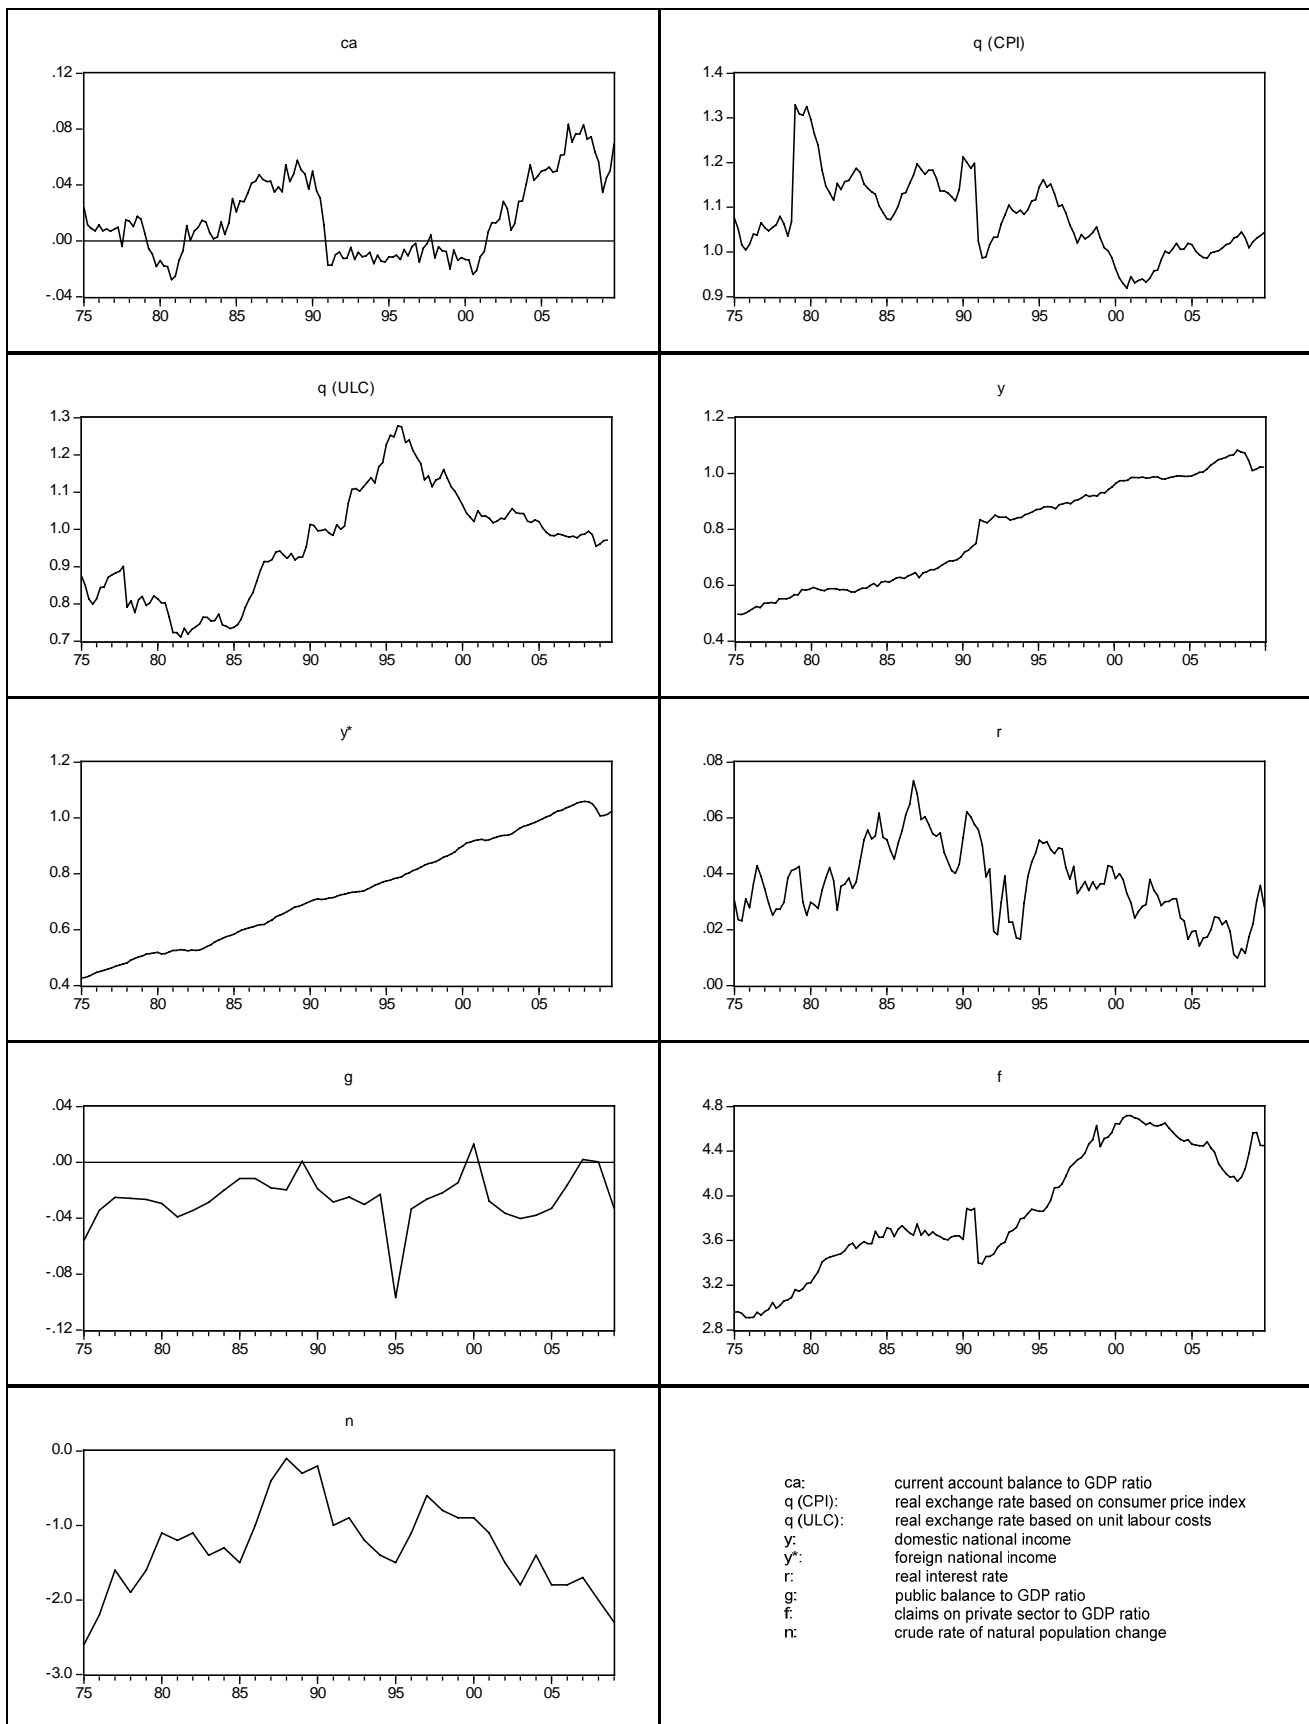 ca
.12
.08
.04
.00
-.04
75 80 85 90 95 00 05
q (CPI)
1.4
1.3
1.2
1.1
1.0
0.9
75 80 85 90 95 00 05
q (ULC)
1.3
1.2
1.1
1.0
0.9
0.8
0.7
75 80 85 90 95 00 05
y
1.2
1.0
0.8
0.6
0.4
75 80 85 90 95 00 05
y*
1.2
1.0
0.8
0.6
0.4
75 80 85 90 95 00 05
r
.08
.06
.04
.02
.00
75 80 85 90 95 00 05
g
.04
.00
-.04
-.08
-.12
75 80 85 90 95 00 05
f
4.8
4.4
4.0
3.6
3.2
2.8
75 80 85 90 95 00 05
n
0.0
-1.0
-2.0
-3.0
75 80 85 90 95 00 05
ca: current account balance to GDP ratio
q (CPI): real exchange rate based on consumer price index
q (ULC): real exchange rate based on unit labour costs
y: domestic national income
y*: foreign national income
r: real interest rate
g: public balance to GDP ratio
f: claims on private sector to GDP ratio
n: crude rate of natural population change